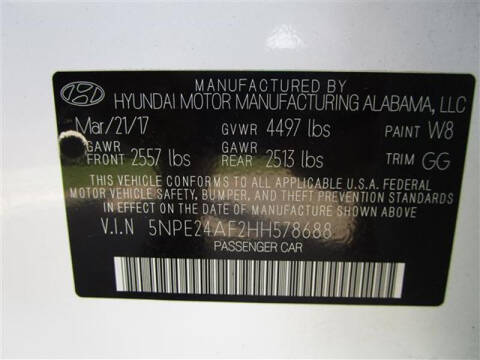 MANUFACTURED BY
HYUNDAI MOTOR MANUFACTURING ALABAMA, LLC
Mar/21/17 GVWR 4497 lbs PAINT W8
GAWR FRONT 2557 lbs GAWR REAR 2513 lbs TRIM GG
THIS VEHICLE CONFORMS TO ALL APPLICABLE U.S.A. FEDERAL
MOTOR VEHICLE SAFETY, BUMPER, AND THEFT PREVENTION STANDARDS
IN EFFECT ON THE DATE OF MANUFACTURE SHOWN ABOVE.
V.I.N 5NPE24AF2HH578688
PASSENGER CAR